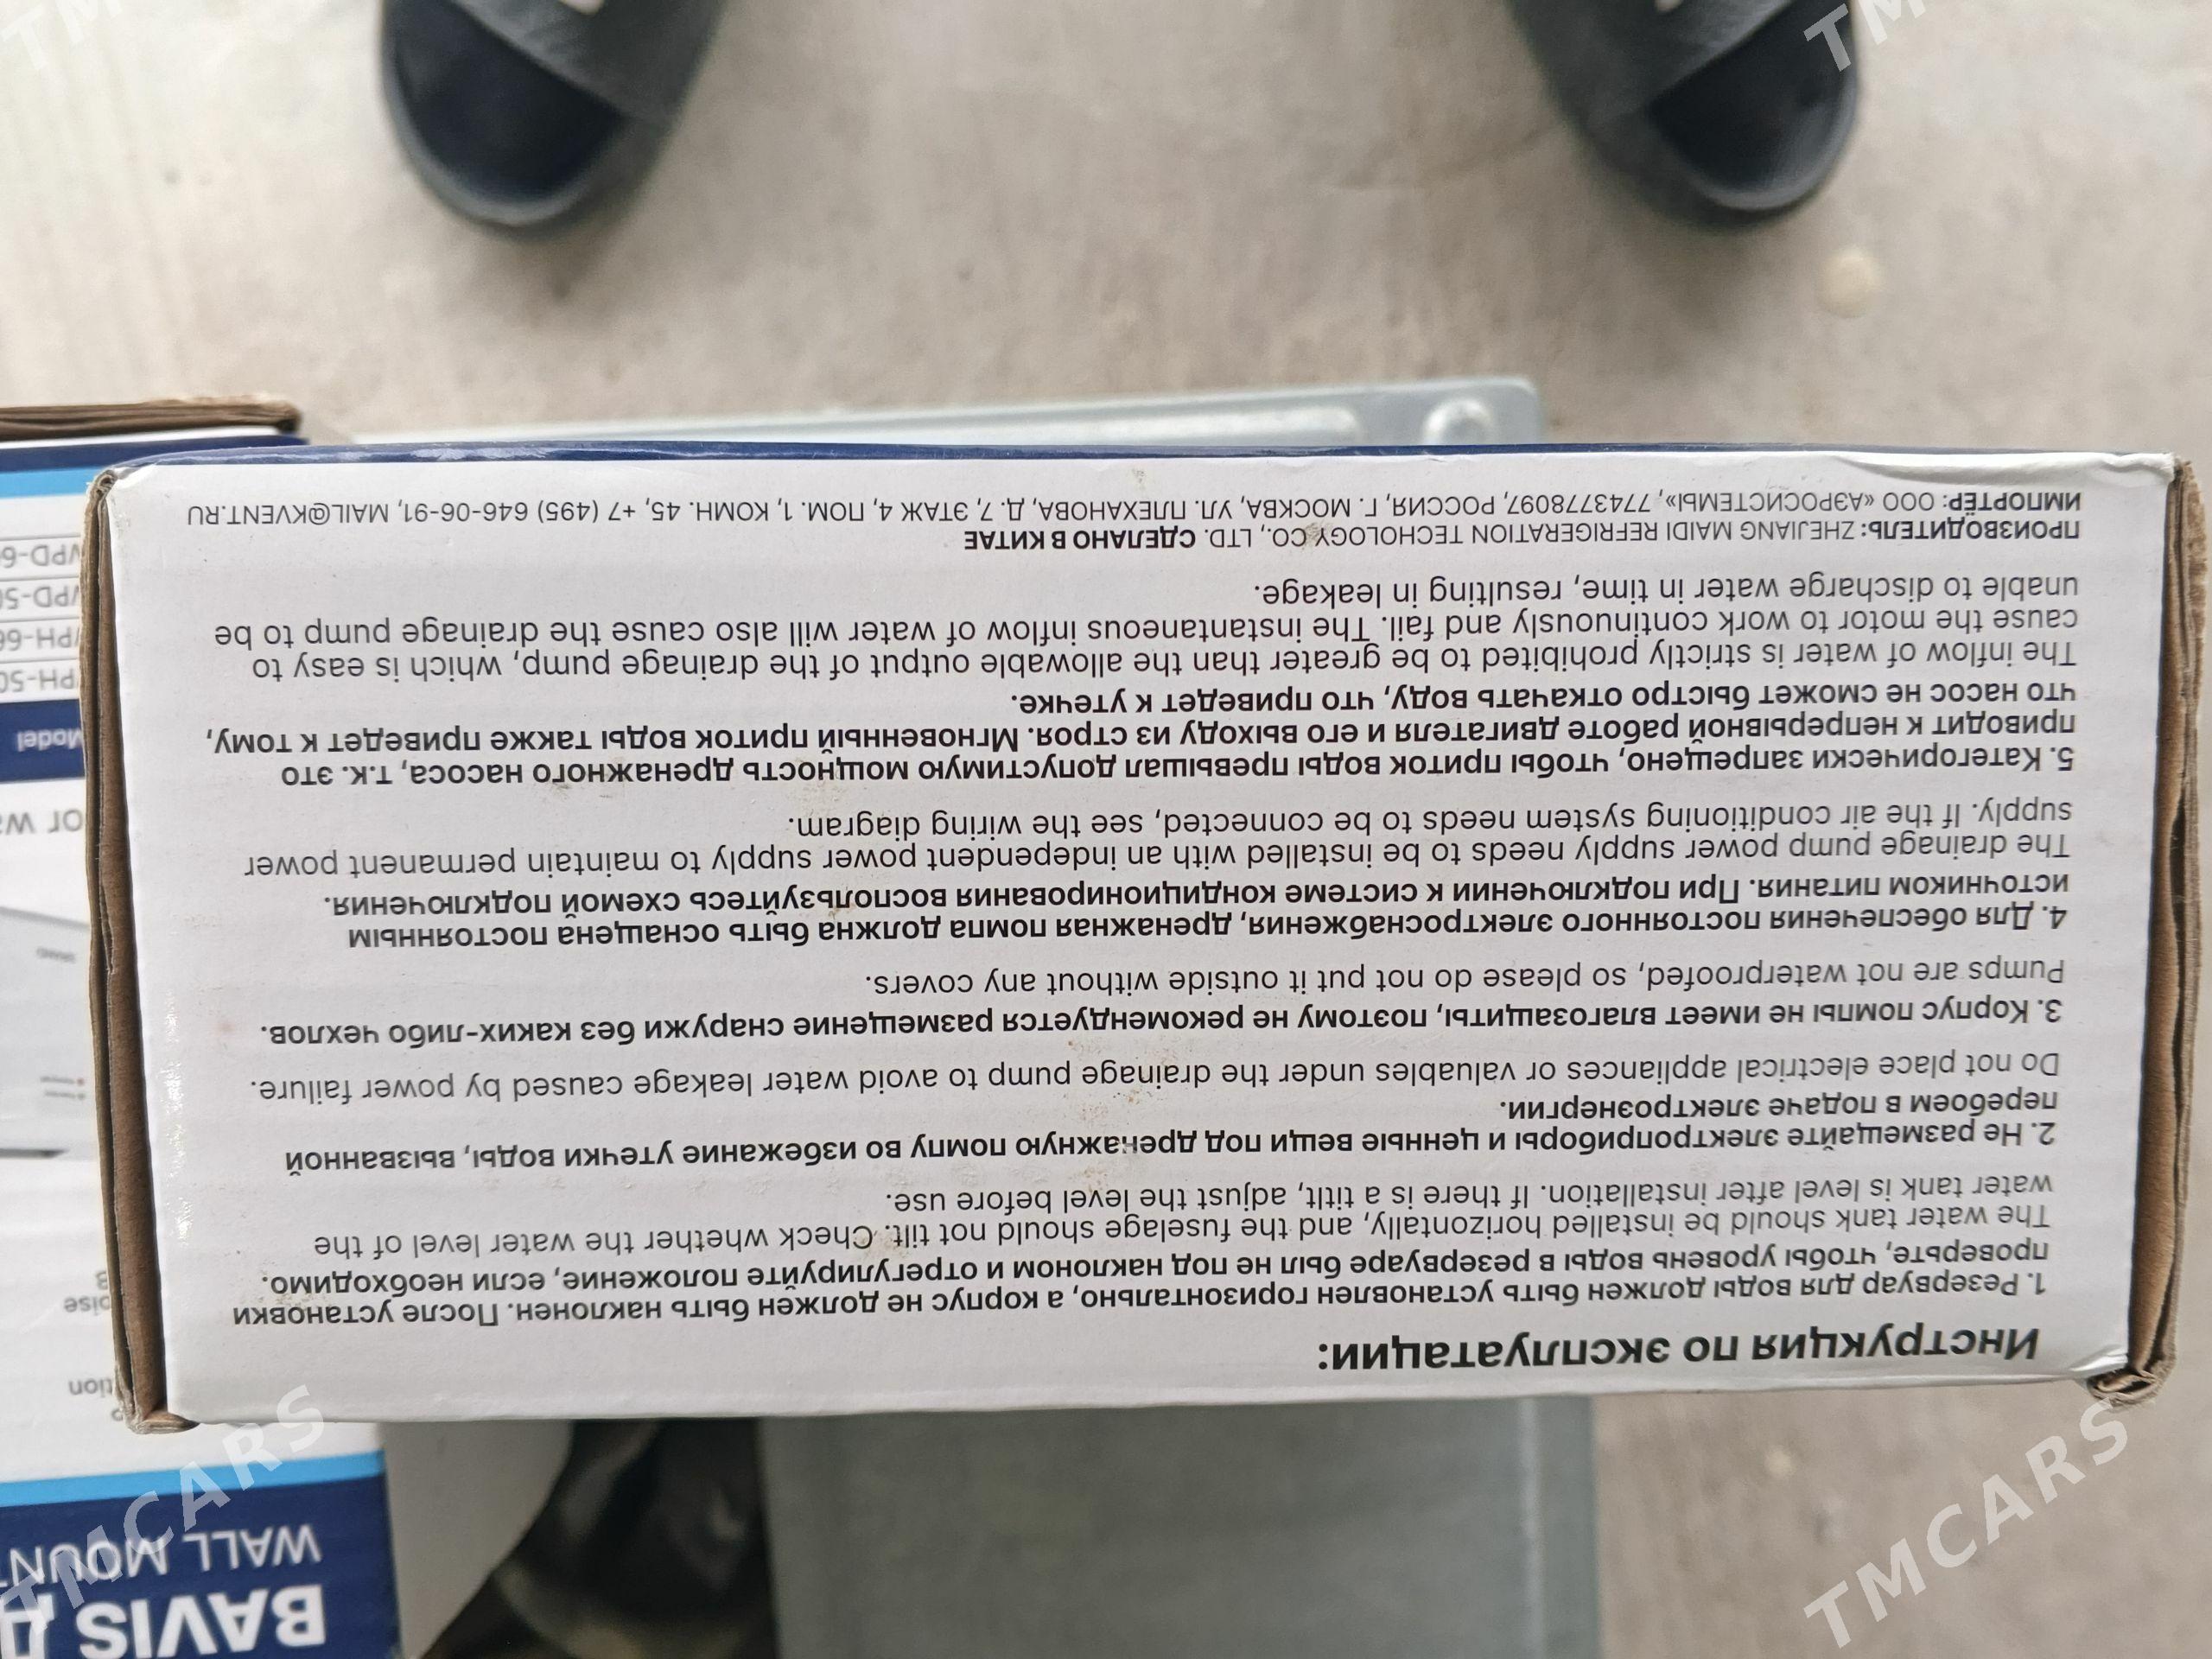 Инструкция по эксплуатации:
1. Резервуар для воды должен быть установлен горизонтально, а корпус не должен быть наклонен. После установки
проверьте, чтобы уровень воды в резервуаре был не под наклоном и отрегулируйте положение, если необходимо.
The water tank should be installed horizontally, and the fuselage should not tilt. Check whether the water level of the
water tank is level after installation. If there is a titlt, adjust the level before use.
2. Не размещайте электроприборы и ценные вещи под дренажную помпу во избежание утечки воды, вызванной
перебоем в подаче электроэнергии.
Do not place electrical appliances or valuables under the drainage pump to avoid water leakage caused by power failure.
3. Корпус помпы не имеет влагозащиты, поэтому не рекомендуется размещение снаружи без каких-либо чехлов.
Pumps are not waterproofed, so please do not put it outside without any covers.
4. Для обеспечения постоянного электроснабжения, дренажная помпа должна быть оснащена постоянным
источником питания. При подключении к системе кондиционирования воспользуйтесь схемой подключения.
The drainage pump power supply needs to be installed with an independent power supply to maintain permanent power
supply. If the air conditioning system needs to be connected, see the wiring diagram.
5. Категорически запрещено, чтобы приток воды превышал допустимую мощность дренажного насоса, т.к. это
приводит к непрерывной работе двигателя и его выходу из строя. Мгновенный приток воды также приведет к тому,
что насос не сможет быстро откачать воду, что приведет к утечке.
The inflow of water is strictly prohibited to be greater than the allowable output of the drainage pump, which is easy to
cause the motor to work continuously and fail. The instantaneous inflow of water will also cause the drainage pump to be
unable to discharge water in time, resulting in leakage.
ПРОИЗВОДИТЕЛЬ: ZHEJIANG MAIDI REFRIGERATION TECHNOLOGY CO., LTD. СДЕЛАНО В КИТАЕ
ИМПОРТЁР: ООО «АЭРОСИСТЕМЫ», 7743778097, РОССИЯ, Г. МОСКВА, УЛ. ПЛЕХАНОВА, Д. 7, ЭТАЖ 4, ПОМ. 1, КОМН. 45, +7 (495) 646-06-91, MAIL@KVENT.RU
BAVIS Д
WALL MOUNT
Model
TMCARS
TMCARS